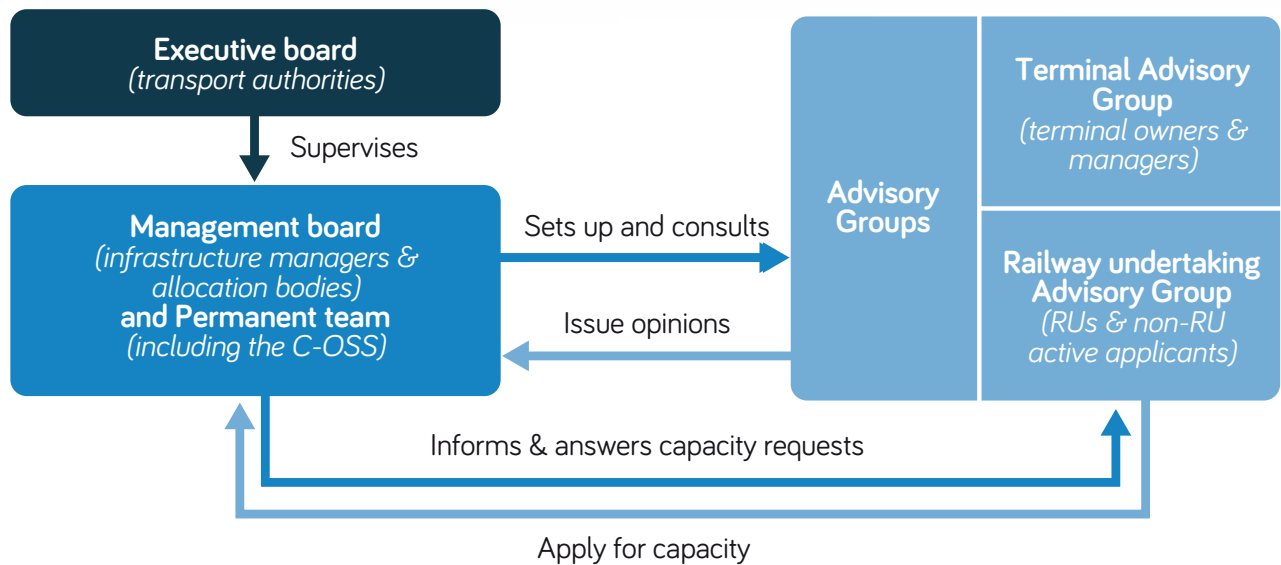 Executive board
(transport authorities)
Supervises
Management board
(infrastructure managers &
allocation bodies)
and Permanent team
(including the C-OSS)
Sets up and consults
Issue opinions
Advisory
Groups
Terminal Advisory
Group
(terminal owners &
managers)
Railway undertaking
Advisory Group
(RUs & non-RU
active applicants)
Informs & answers capacity requests
Apply for capacity